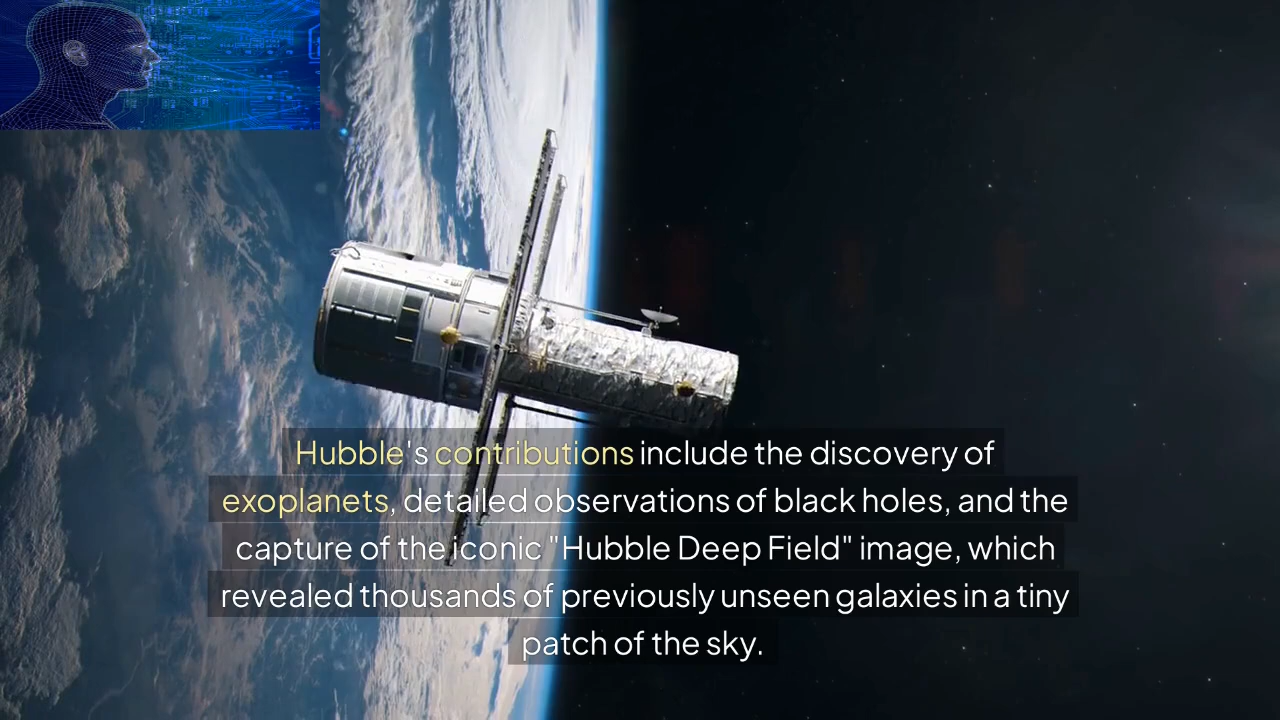 Hubble's contributions include the discovery of
exoplanets, detailed observations of black holes, and the
capture of the iconic "Hubble Deep Field" image, which
revealed thousands of previously unseen galaxies in a tiny
patch of the sky.